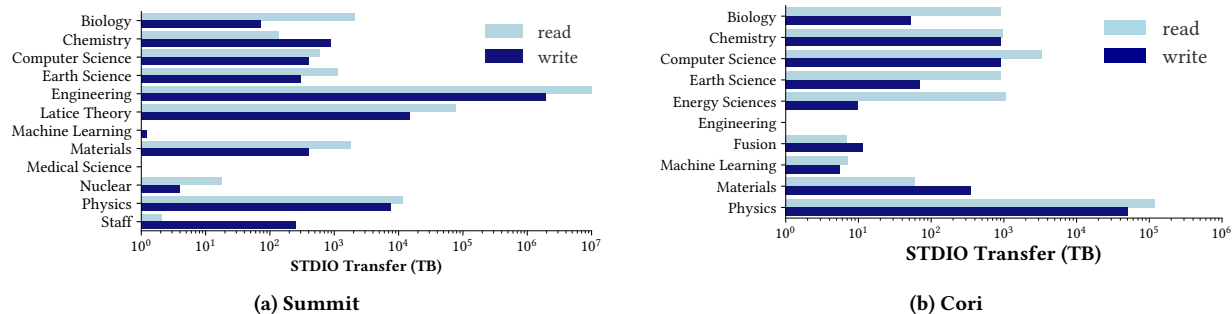 Biology
Chemistry
Computer Science
Earth Science
Engineering
Latice Theory
Machine Learning
Materials
Medical Science
Nuclear
Physics
Staff
read
write
10^0 10^1 10^2 10^3 10^4 10^5 10^6 10^7
STDIO Transfer (TB)
(a) Summit
Biology
Chemistry
Computer Science
Earth Science
Energy Sciences
Engineering
Fusion
Machine Learning
Materials
Physics
read
write
10^0 10^1 10^2 10^3 10^4 10^5 10^6
STDIO Transfer (TB)
(b) Cori